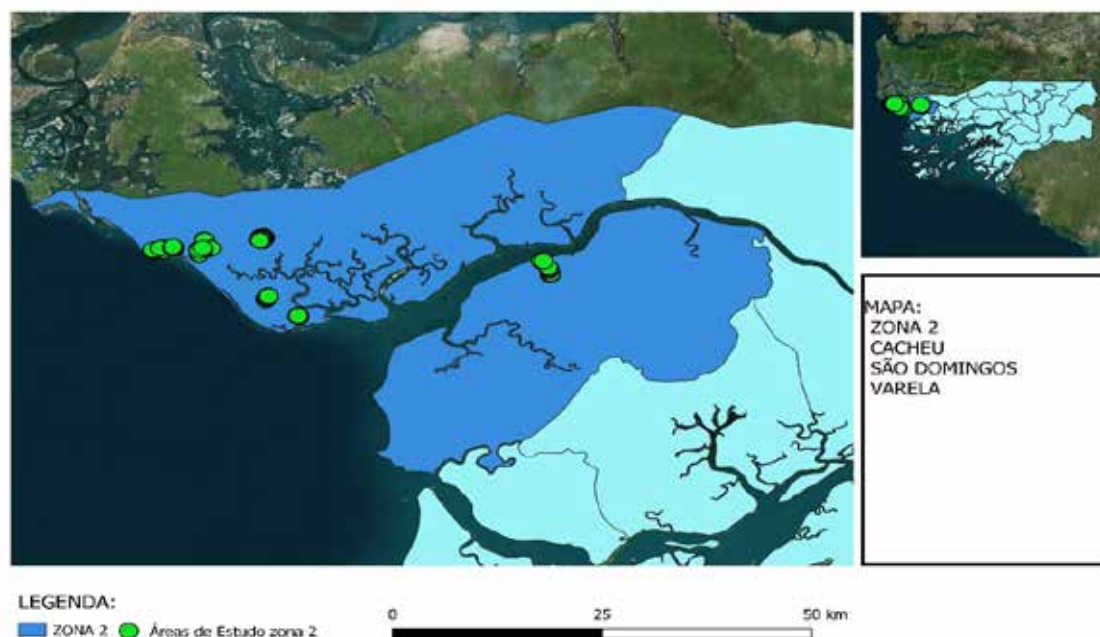 MAPA:
ZONA 2
CACHEU
SÃO DOMINGOS
VARELA
LEGENDA:
ZONA 2 Áreas de Estudo zona 2
0 25 50 km